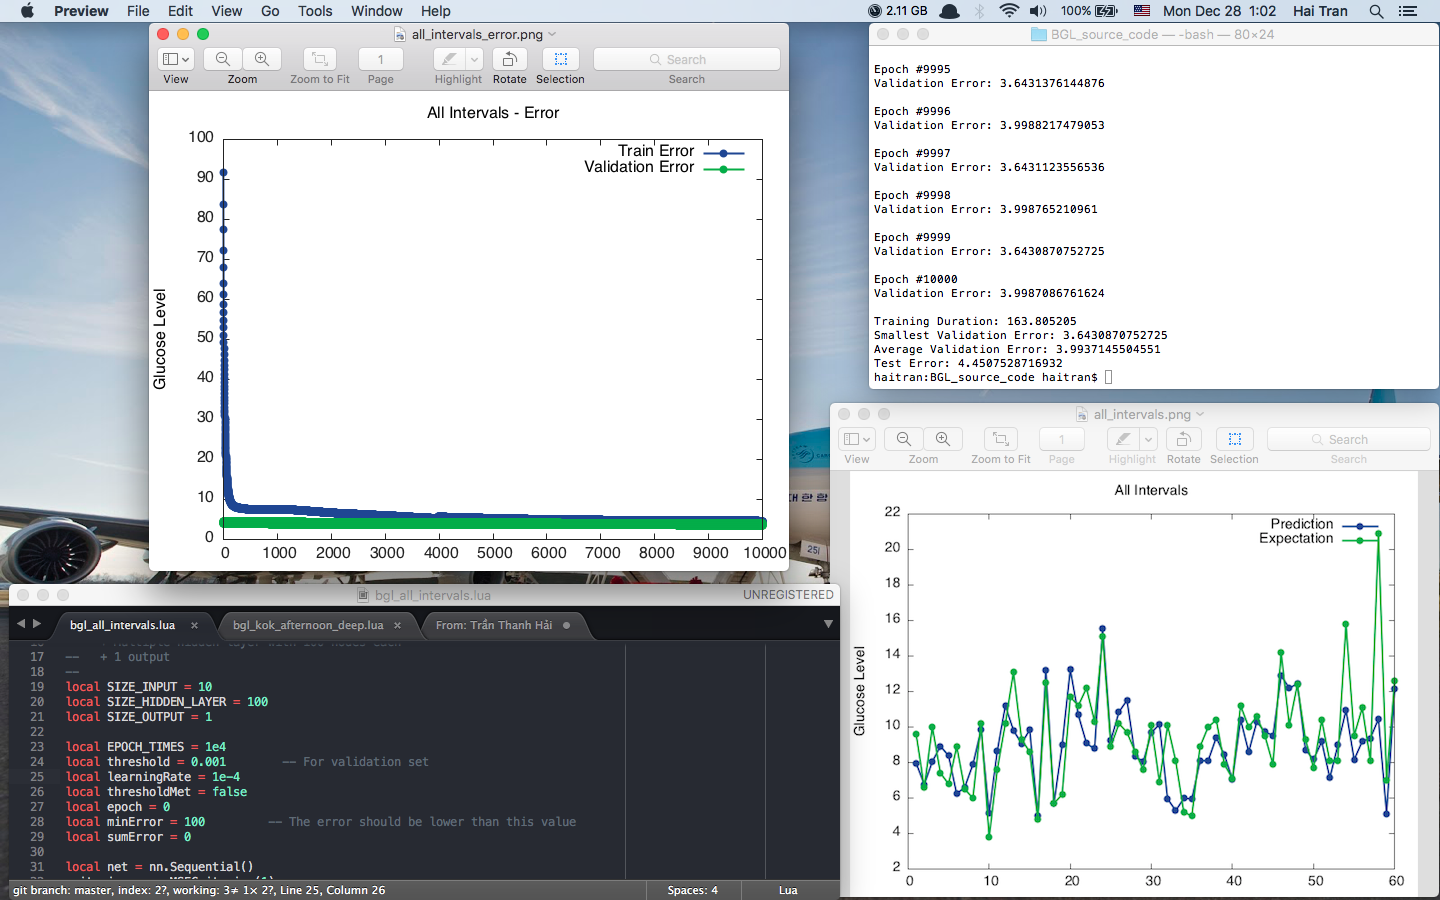 Preview File Edit View Go Tools Window Help 2.11 GB 100% Mon Dec 28 1:02 Hai Tran
all_intervals_error.png
1 Search
View Zoom Zoom to Fit Page Highlight Rotate Selection Search
All Intervals - Error
Train Error
Validation Error
Glucose Level
100
90
80
70
60
50
40
30
20
10
0
0 1000 2000 3000 4000 5000 6000 7000 8000 9000 10000
BGL_source_code — -bash — 80×24
Epoch #9995
Validation Error: 3.6431376144876
Epoch #9996
Validation Error: 3.9988217479053
Epoch #9997
Validation Error: 3.6431123556536
Epoch #9998
Validation Error: 3.998765210961
Epoch #9999
Validation Error: 3.6430870752725
Epoch #10000
Validation Error: 3.9987086761624
Training Duration: 163.805205
Smallest Validation Error: 3.6430870752725
Average Validation Error: 3.9937145504551
Test Error: 4.4507528716932
haitran:BGL_source_code haitran$
대한항
251
all_intervals.png
1 Search
View Zoom Zoom to Fit Page Highlight Rotate Selection Search
All Intervals
Prediction
Expectation
Glucose Level
22
20
18
16
14
12
10
8
6
4
2
0 10 20 30 40 50 60
bgl_all_intervals.lua UNREGISTERED
bgl_all_intervals.lua × bgl_kok_afternoon_deep.lua × From: Trần Thanh Hải
17 -- + 1 output
18 --
19 local SIZE_INPUT = 10
20 local SIZE_HIDDEN_LAYER = 100
21 local SIZE_OUTPUT = 1
22
23 local EPOCH_TIMES = 1e4
24 local threshold = 0.001 -- For validation set
25 local learningRate = 1e-4
26 local thresholdMet = false
27 local epoch = 0
28 local minError = 100 -- The error should be lower than this value
29 local sumError = 0
30
31 local net = nn.Sequential()
git branch: master, index: 2?, working: 3≠ 1× 2?, Line 25, Column 26 Spaces: 4 Lua